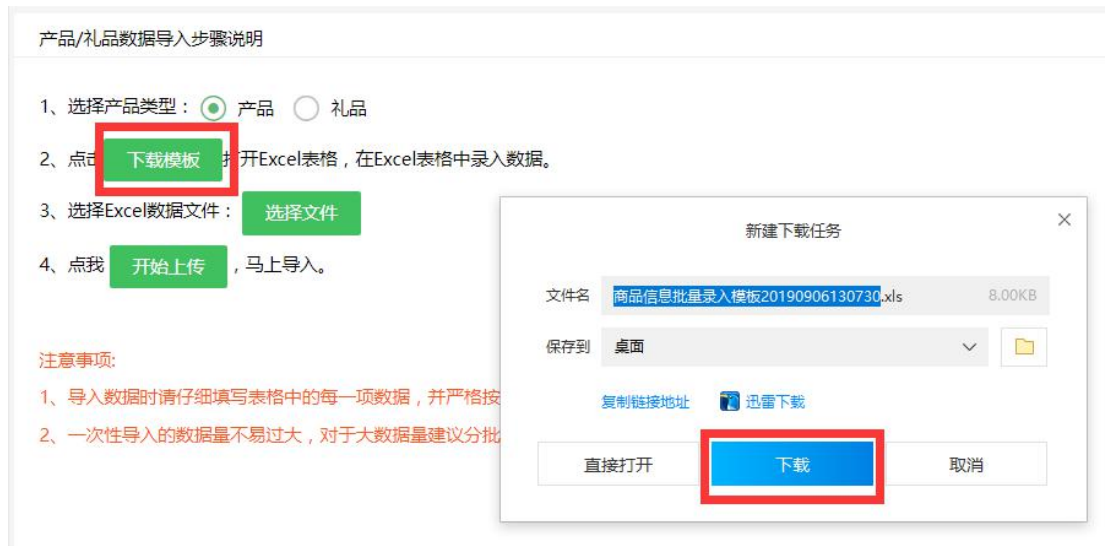 产品/礼品数据导入步骤说明
1、选择产品类型： 产品 礼品
2、点击 下载模板 打开Excel表格，在Excel表格中录入数据。
3、选择Excel数据文件： 选择文件
4、点我 开始上传 ，马上导入。
注意事项:
1、导入数据时请仔细填写表格中的每一项数据，并严格按
2、一次性导入的数据量不易过大，对于大数据量建议分批
新建下载任务
文件名 商品信息批量录入模板20190906130730.xls 8.00KB
保存到 桌面
复制链接地址 迅雷下载
直接打开 下载 取消